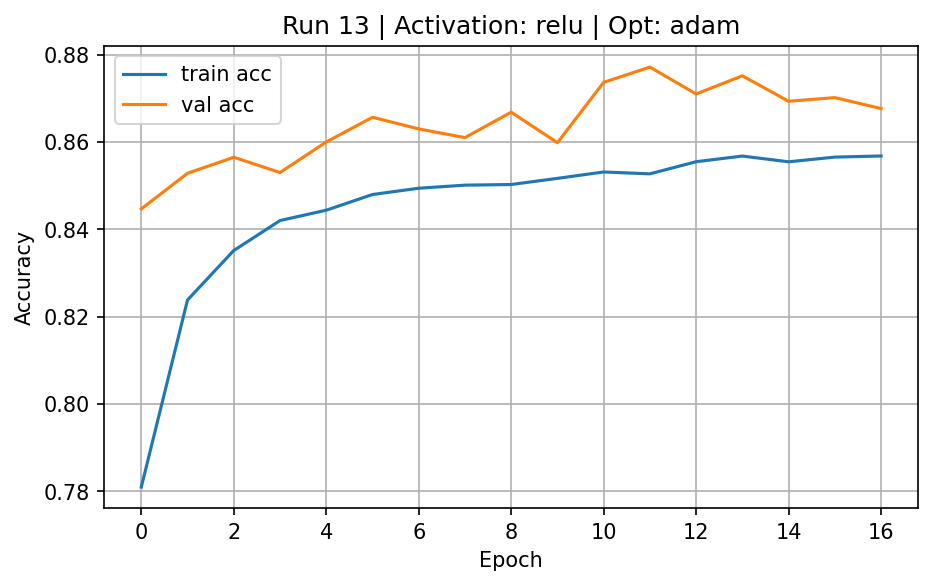 Run 13 | Activation: relu | Opt: adam
train acc
val acc
Accuracy
0.88
0.86
0.84
0.82
0.80
0.78
0 2 4 6 8 10 12 14 16
Epoch